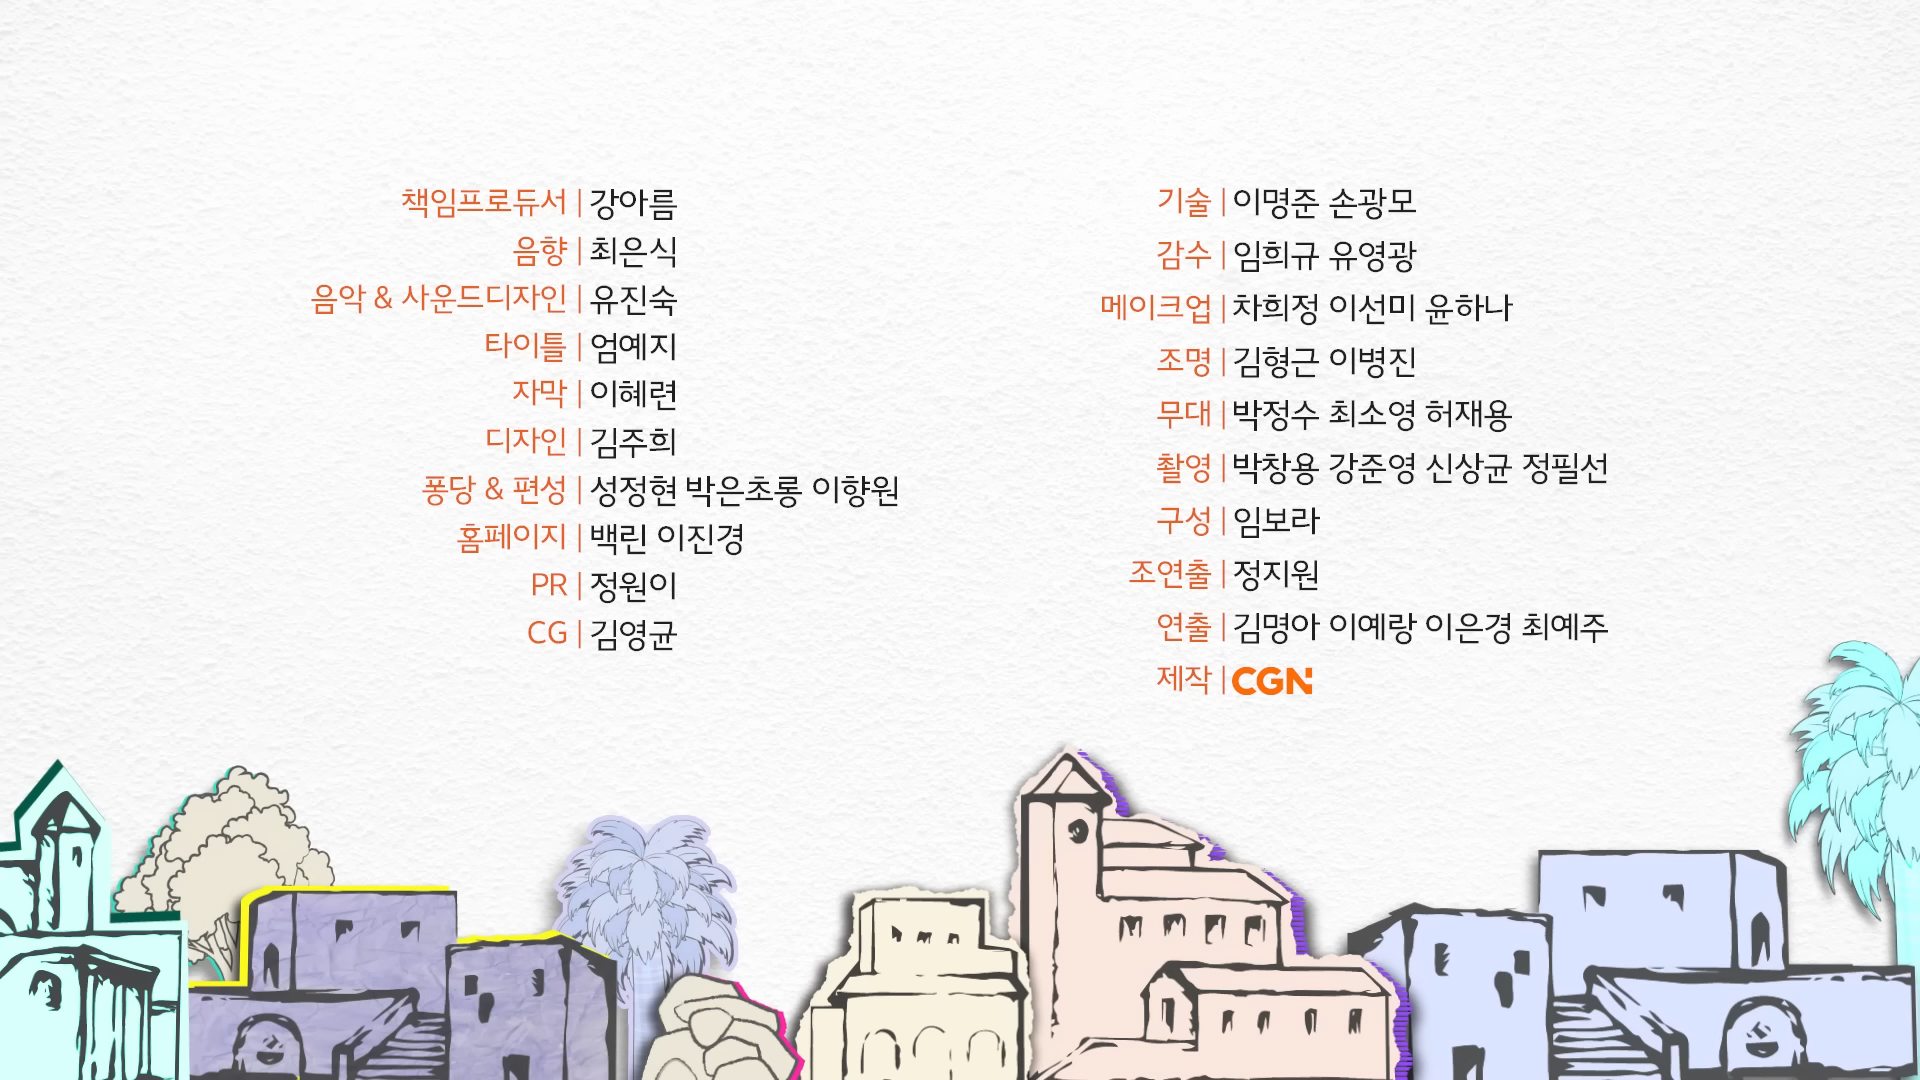 책임프로듀서 | 강아름
음향 | 최은식
음악 & 사운드디자인 | 유진숙
타이틀 | 엄예지
자막 | 이혜련
디자인 | 김주희
퐁당 & 편성 | 성정현 박은초롱 이향원
홈페이지 | 백린 이진경
PR | 정원이
CG | 김영균
기술 | 이명준 손광모
감수 | 임희규 유영광
메이크업 | 차희정 이선미 윤하나
조명 | 김형근 이병진
무대 | 박정수 최소영 허재용
촬영 | 박창용 강준영 신상균 정필선
구성 | 임보라
조연출 | 정지원
연출 | 김명아 이예랑 이은경 최예주
제작 | CGN